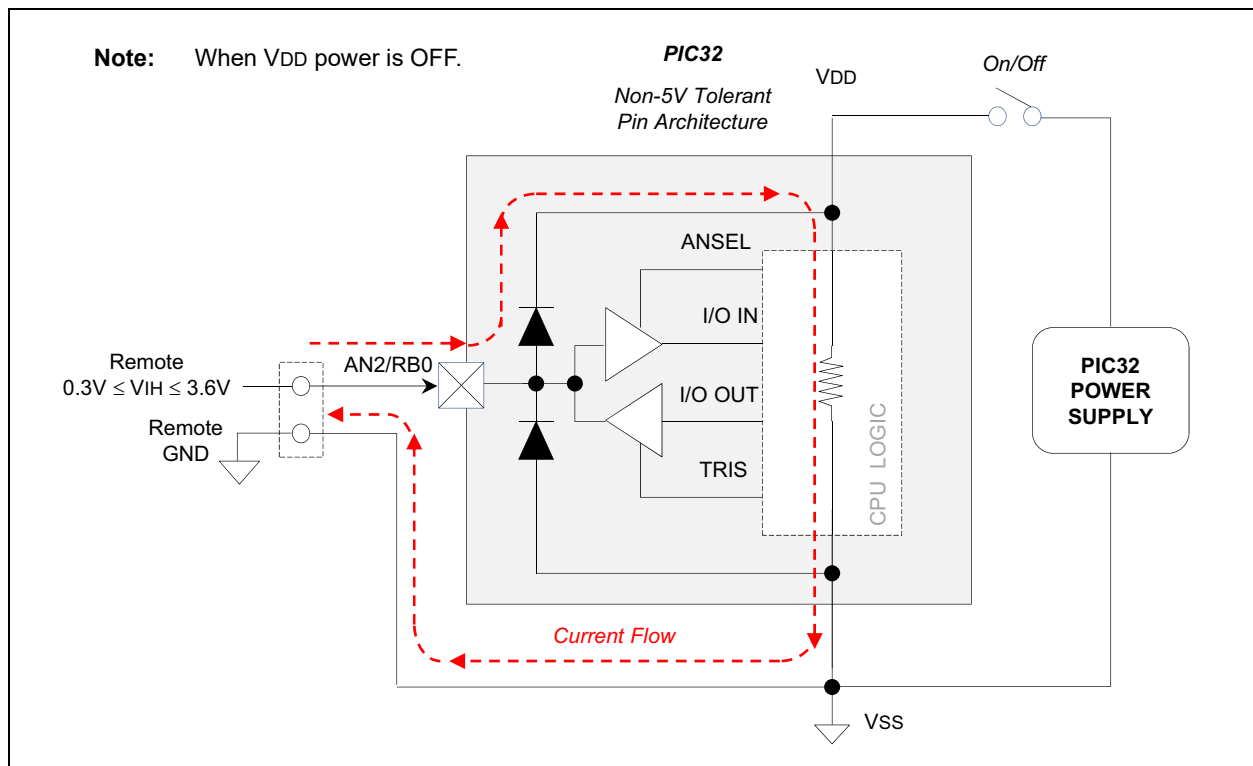 Note: When VDD power is OFF.
PIC32
Non-5V Tolerant
Pin Architecture
VDD
On/Off
ANSEL
I/O IN
AN2/RB0
Remote
0.3V ≤ VIH ≤ 3.6V
I/O OUT
Remote
GND
TRIS
CPU LOGIC
PIC32
POWER
SUPPLY
Current Flow
VSS